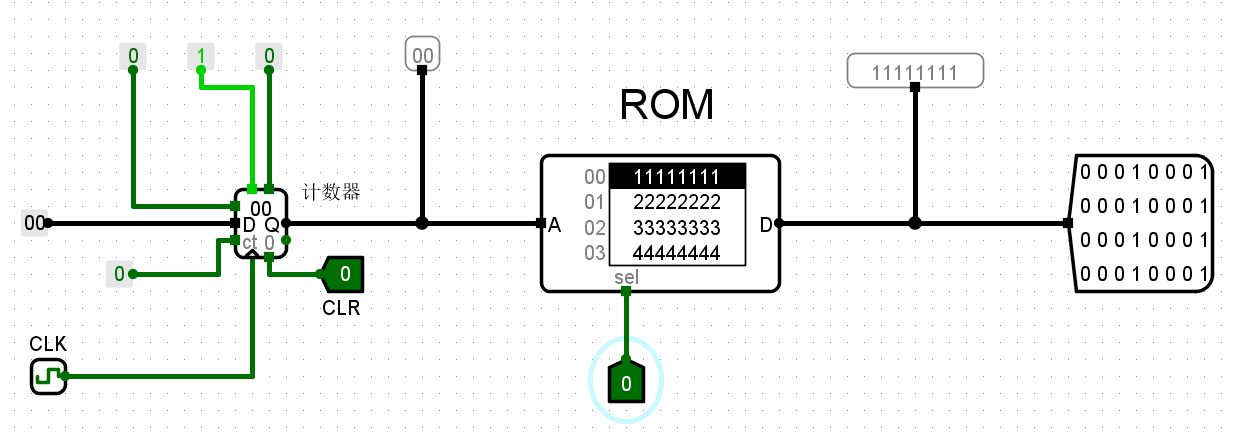 0 1 0
00
11111111
ROM
00 11111111
01 22222222
02 33333333
03 44444444
A D
sel
0
0 0 0 1 0 0 0 1
0 0 0 1 0 0 0 1
0 0 0 1 0 0 0 1
0 0 0 1 0 0 0 1
计数器
00
00
D Q
ct 0
0
0
CLR
CLK